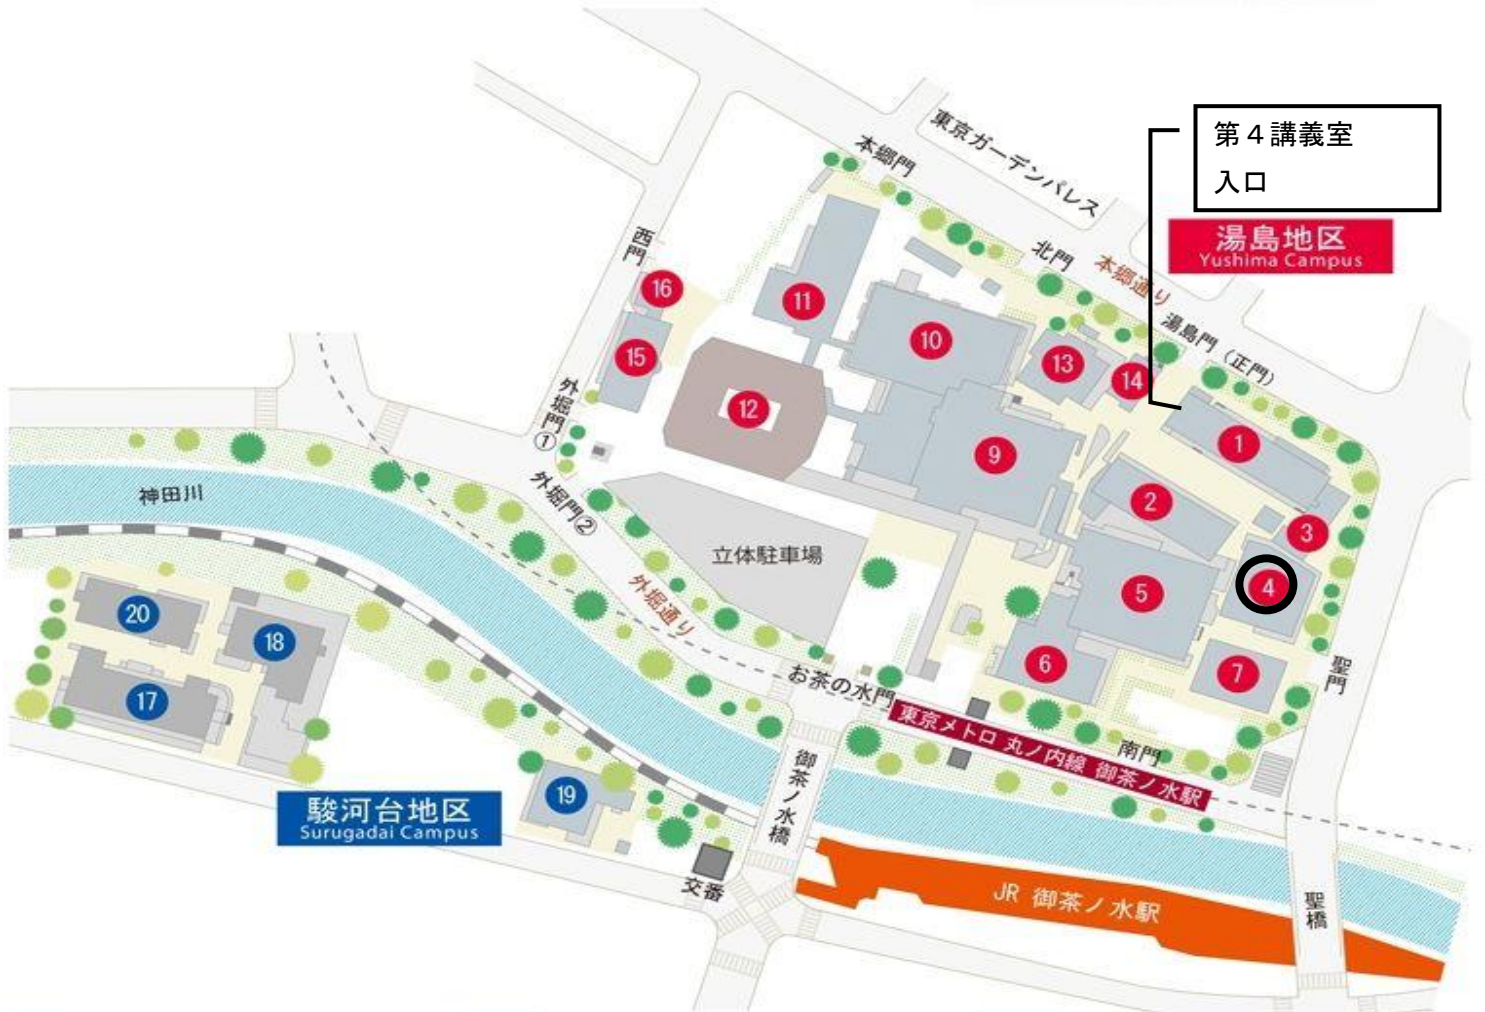 第４講義室
入口
湯島地区
Yushima Campus
東京ガーデンパレス
本郷門
北門
本郷通り
湯島門（正門）
西門
16
11
10
15
13
14
12
1
9
2
3
外堀門①
外堀門②
神田川
立体駐車場
5
4
外堀通り
6
7
聖門
お茶の水門
東京メトロ 丸ノ内線 御茶ノ水駅
南門
20
18
17
19
御茶ノ水橋
駿河台地区
Surugadai Campus
交番
JR 御茶ノ水駅
聖橋